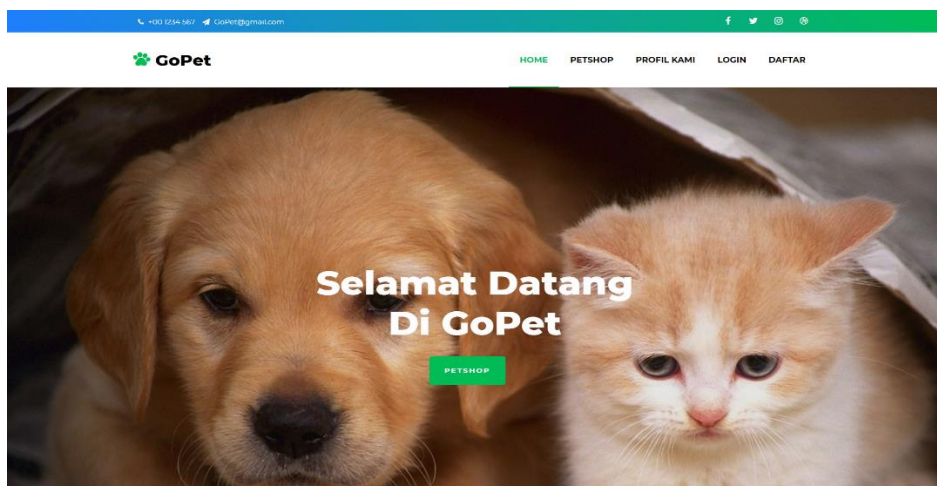 +00 1234 567 GoPet@gmail.com
GoPet
HOME PETSHOP PROFIL KAMI LOGIN DAFTAR
Selamat Datang
Di GoPet
PETSHOP